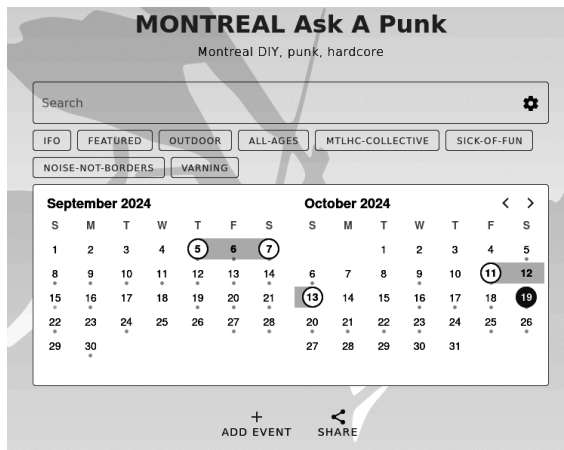 MONTREAL Ask A Punk
Montreal DIY, punk, hardcore
Search
IFO FEATURED OUTDOOR ALL-AGES MTLHC-COLLECTIVE SICK-OF-FUN
NOISE-NOT-BORDERS VARNING
September 2024
S M T W T F S
1 2 3 4 5 6 7
8 9 10 11 12 13 14
15 16 17 18 19 20 21
22 23 24 25 26 27 28
29 30
October 2024
S M T W T F S
1 2 3 4 5
6 7 8 9 10 11 12
13 14 15 16 17 18 19
20 21 22 23 24 25 26
27 28 29 30 31
ADD EVENT SHARE